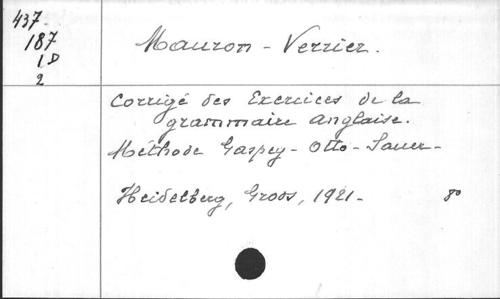 437.
187
1D
2
Mauron - Verrier.
Corrigé des Exercices de la
grammaire anglaise.
Méthode Gaspey - Otto - Sauer -
Heidelberg, Groos, 1921 - 8º